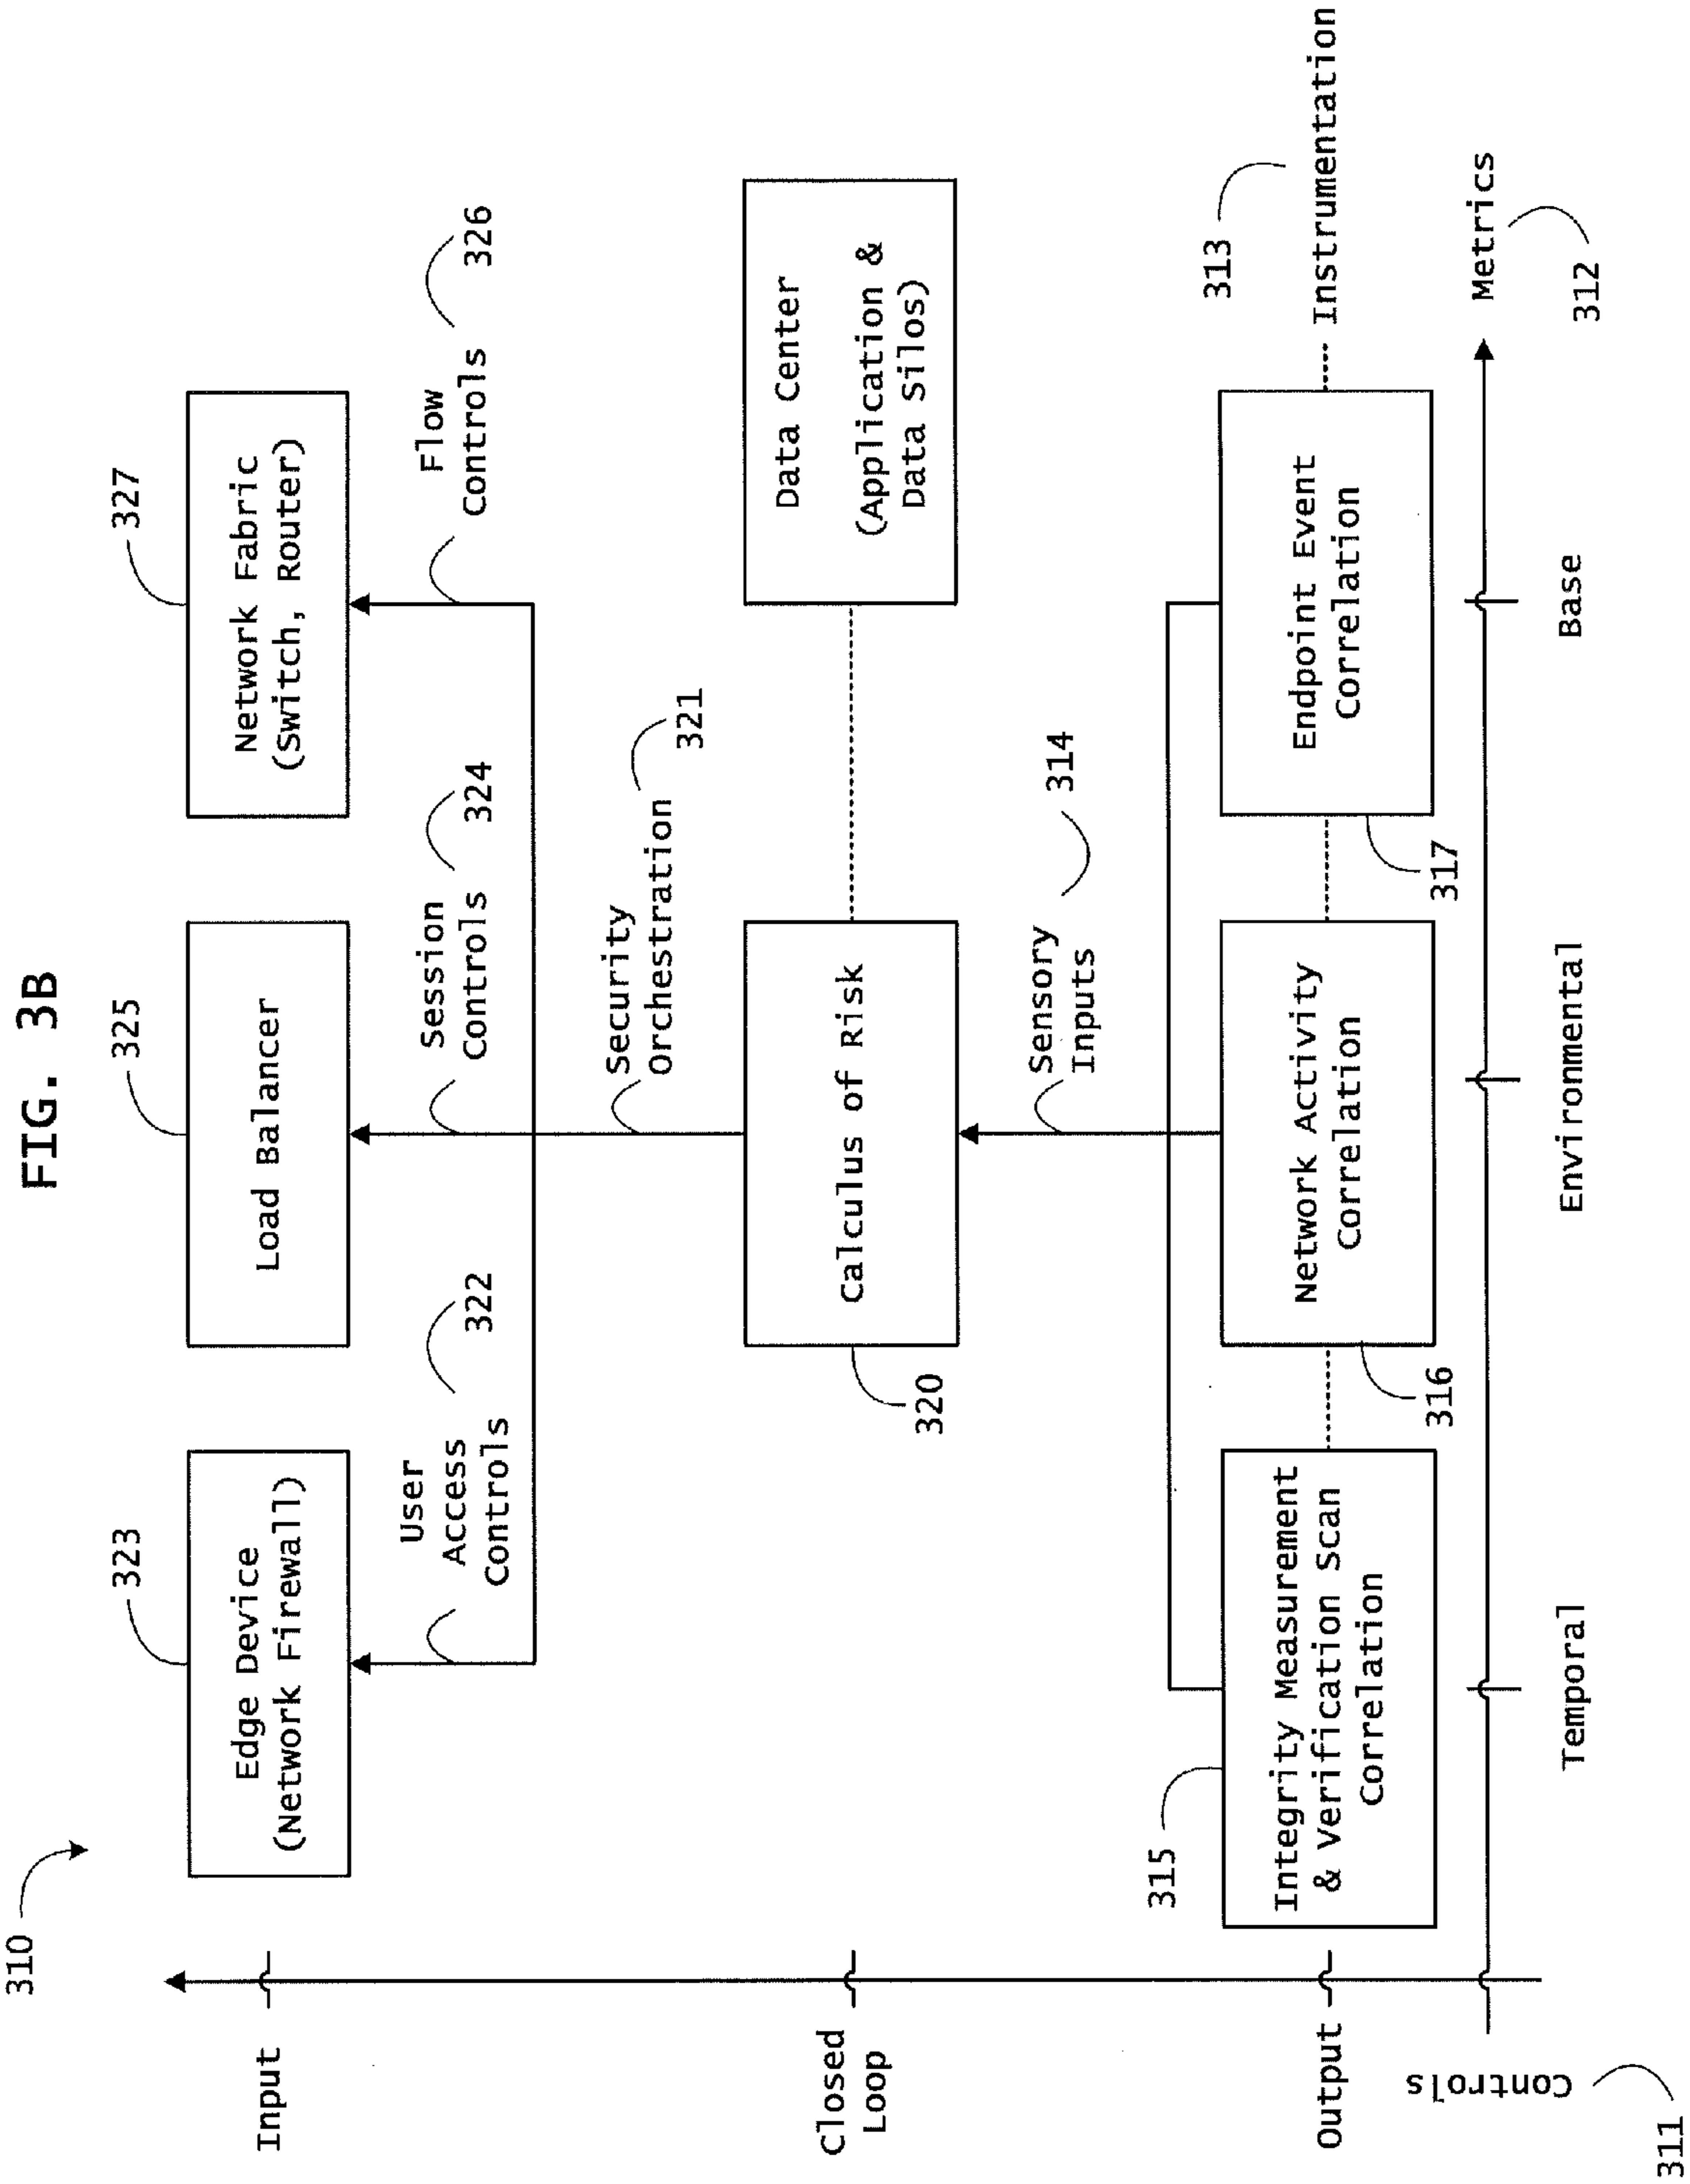 FIG. 3B
310
323
325
327
Input
Edge Device
(Network Firewall)
Load Balancer
Network Fabric
(Switch, Router)
User
Access
Controls
322
Session
Controls
324
Flow
Controls
326
Security
Orchestration
321
Closed
Loop
Calculus of Risk
320
Data Center
(Application &
Data Silos)
Sensory
Inputs
314
315
313
Output
Integrity Measurement
& Verification Scan
Correlation
Network Activity
Correlation
316
Endpoint Event
Correlation
317
Instrumentation
Controls
311
Metrics
312
Temporal
Environmental
Base